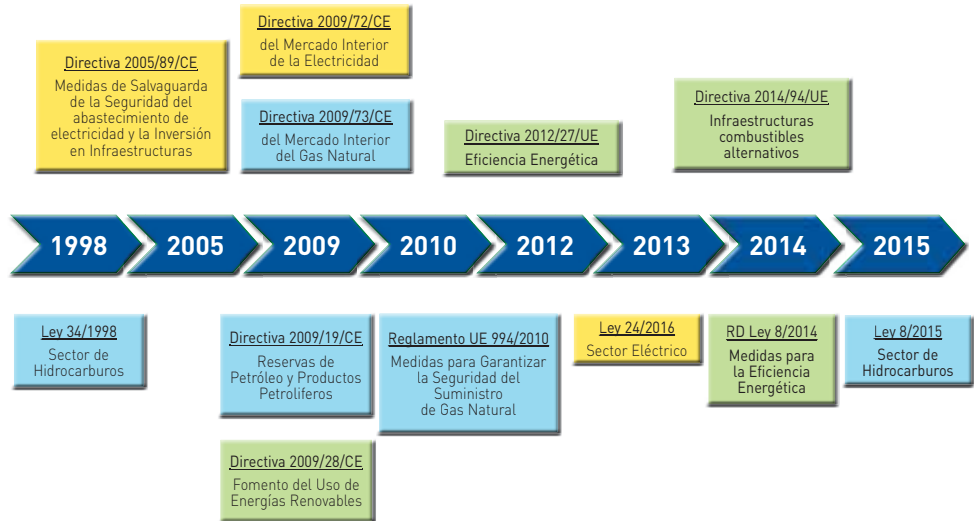 Directiva 2005/89/CE
Medidas de Salvaguarda
de la Seguridad del
abastecimiento de
electricidad y la Inversión
en Infraestructuras
Directiva 2009/72/CE
del Mercado Interior
de la Electricidad
Directiva 2009/73/CE
del Mercado Interior
del Gas Natural
Directiva 2012/27/UE
Eficiencia Energética
Directiva 2014/94/UE
Infraestructuras
combustibles
alternativos
1998
2005
2009
2010
2012
2013
2014
2015
Ley 34/1998
Sector de
Hidrocarburos
Directiva 2009/19/CE
Reservas de
Petróleo y Productos
Petroliferos
Directiva 2009/28/CE
Fomento del Uso de
Energías Renovables
Reglamento UE 994/2010
Medidas para Garantizar
la Seguridad del
Suministro
de Gas Natural
Ley 24/2016
Sector Eléctrico
RD Ley 8/2014
Medidas para
la Eficiencia
Energética
Ley 8/2015
Sector de
Hidrocarburos